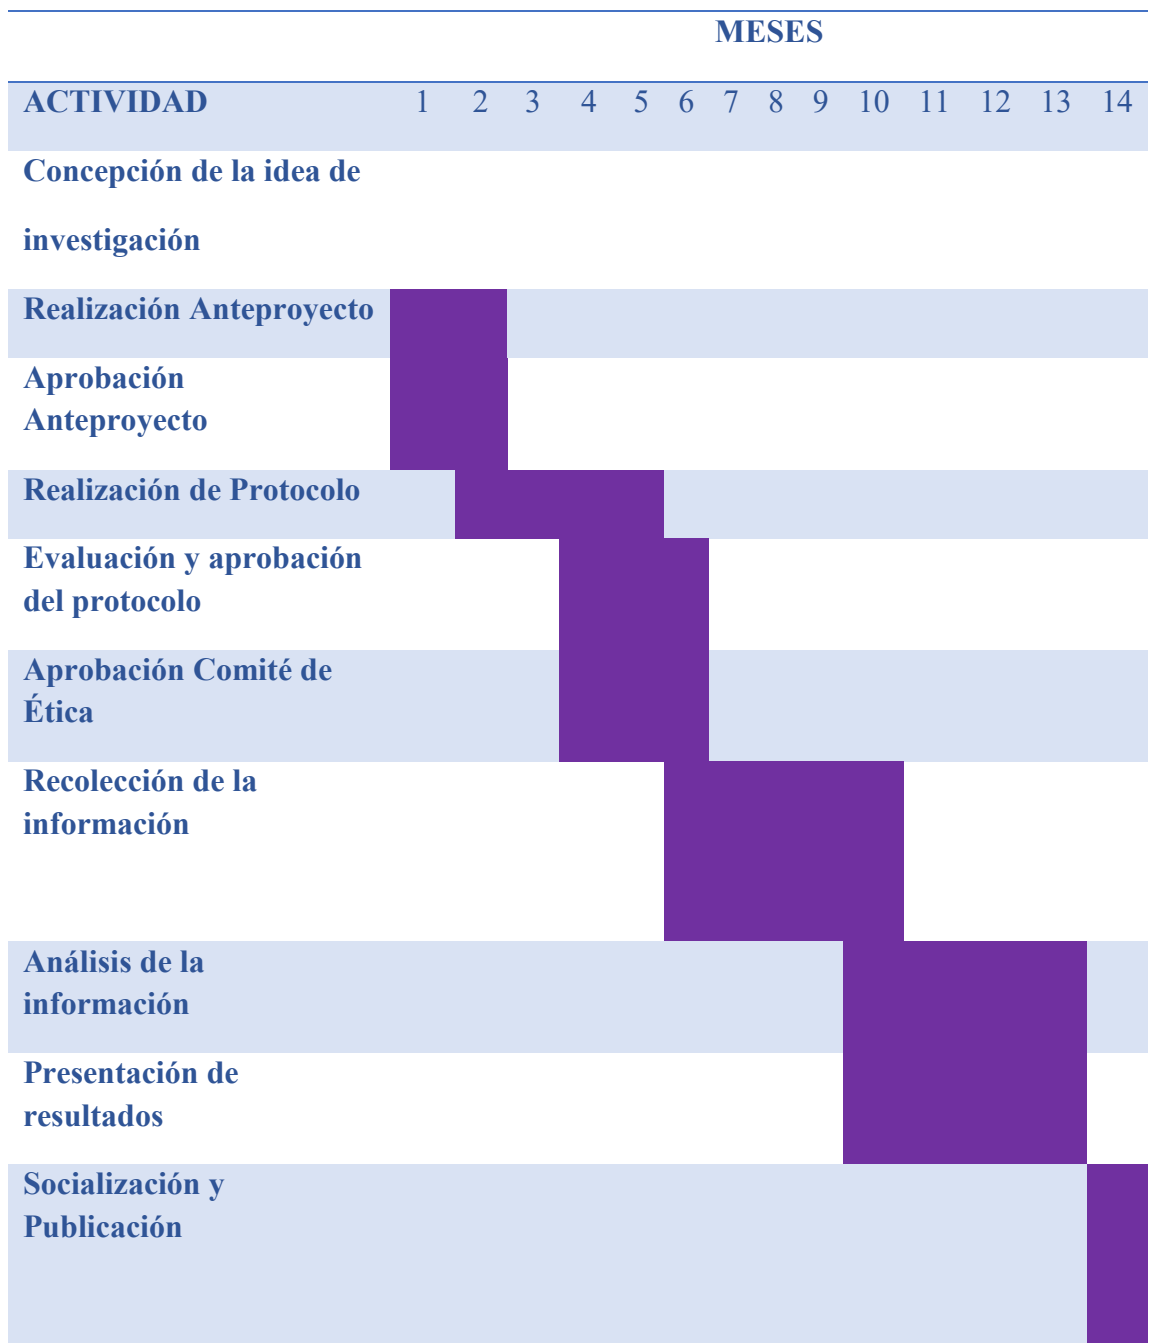 MESES
ACTIVIDAD 1 2 3 4 5 6 7 8 9 10 11 12 13 14
Concepción de la idea de
investigación
Realización Anteproyecto
Aprobación
Anteproyecto
Realización de Protocolo
Evaluación y aprobación
del protocolo
Aprobación Comité de
Ética
Recolección de la
información
Análisis de la
información
Presentación de
resultados
Socialización y
Publicación